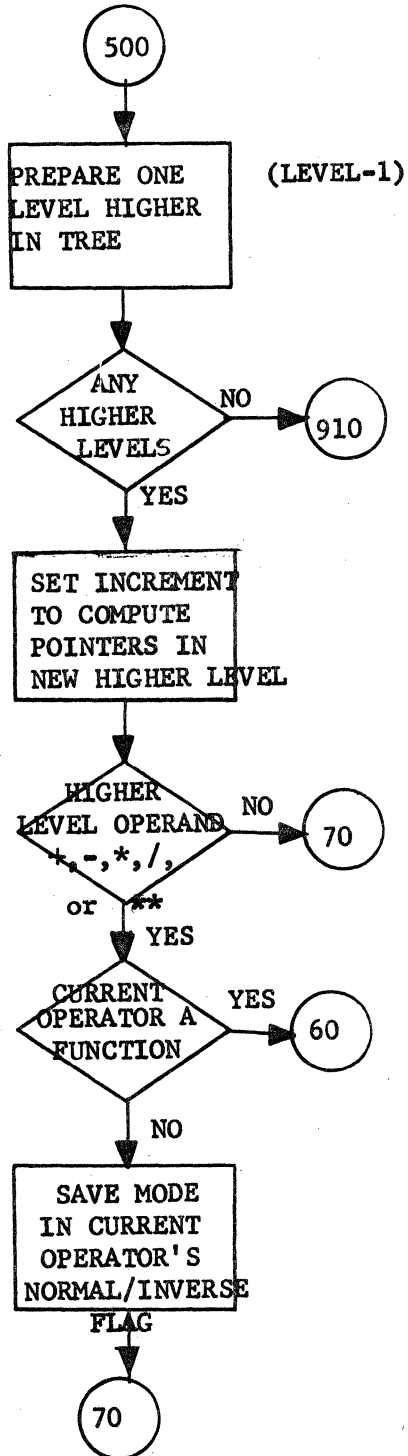 500
PREPARE ONE
LEVEL HIGHER
IN TREE
(LEVEL-1)
ANY
HIGHER
LEVELS
NO
910
YES
SET INCREMENT
TO COMPUTE
POINTERS IN
NEW HIGHER LEVEL
HIGHER
LEVEL OPERAND
+,-,*,/,
or **
NO
70
YES
CURRENT
OPERATOR A
FUNCTION
YES
60
NO
SAVE MODE
IN CURRENT
OPERATOR'S
NORMAL/INVERSE
FLAG
70